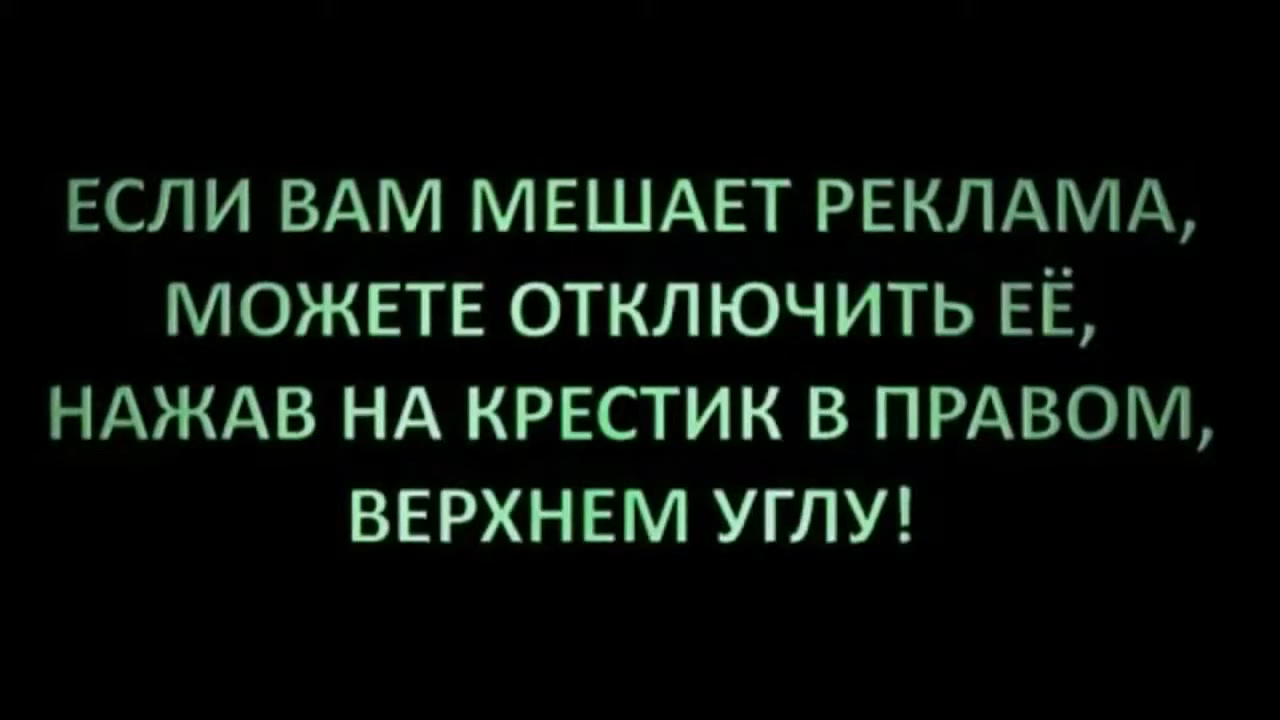 ЕСЛИ ВАМ МЕШАЕТ РЕКЛАМА,
МОЖЕТЕ ОТКЛЮЧИТЬ ЕЁ,
НАЖАВ НА КРЕСТИК В ПРАВОМ,
ВЕРХНЕМ УГЛУ!